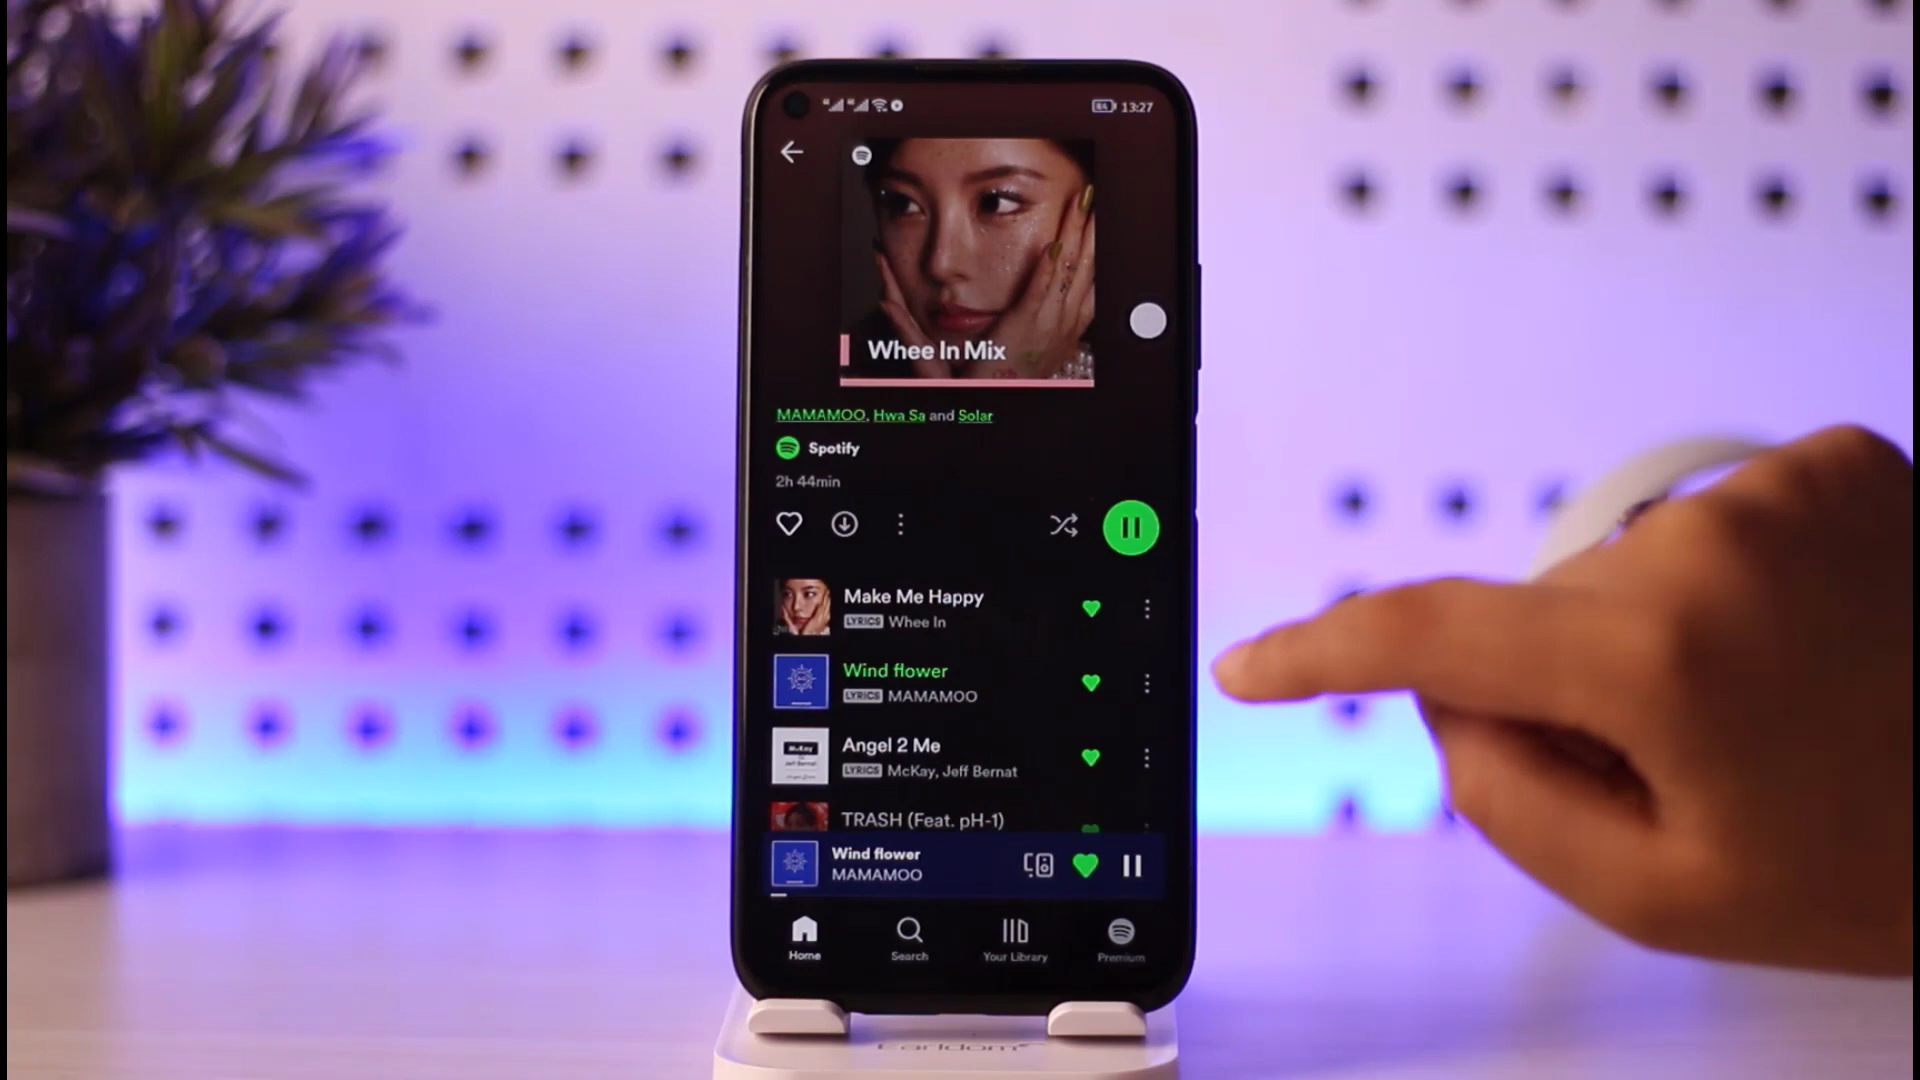 13:27
Whee In Mix
MAMAMOO, Hwa Sa and Solar
Spotify
2h 44min
Make Me Happy
LYRICS Whee In
Wind flower
LYRICS MAMAMOO
Angel 2 Me
LYRICS McKay, Jeff Bernat
TRASH (Feat. pH-1)
Wind flower
MAMAMOO
Home
Search
Your Library
Premium
Earldom